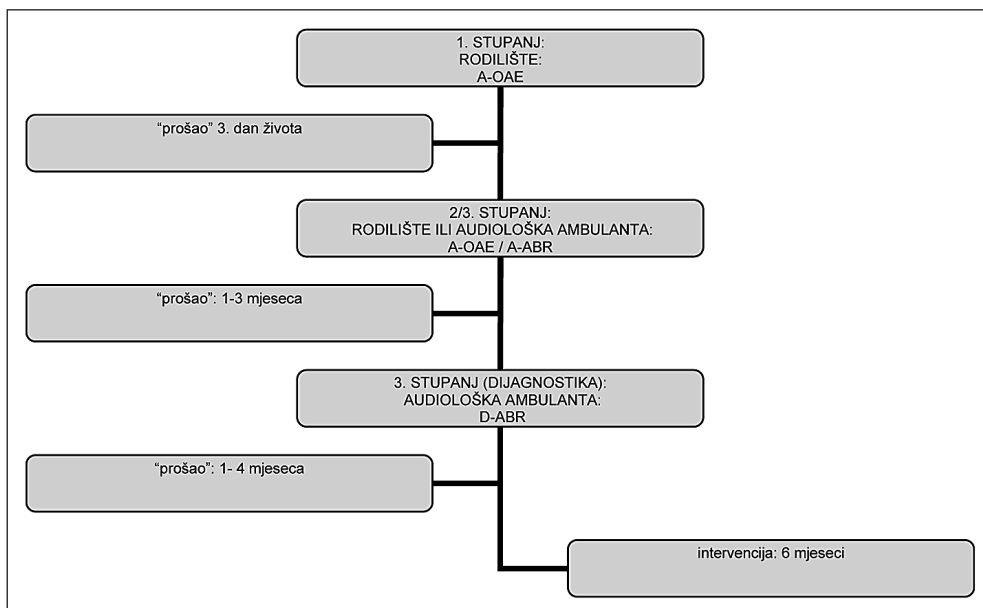 1. STUPANJ:
RODILIŠTE:
A-OAE
“prošao” 3. dan života
2/3. STUPANJ:
RODILIŠTE ILI AUDIOLOŠKA AMBULANTA:
A-OAE / A-ABR
“prošao”: 1-3 mjeseca
3. STUPANJ (DIJAGNOSTIKA):
AUDIOLOŠKA AMBULANTA:
D-ABR
“prošao”: 1- 4 mjeseca
intervencija: 6 mjeseci